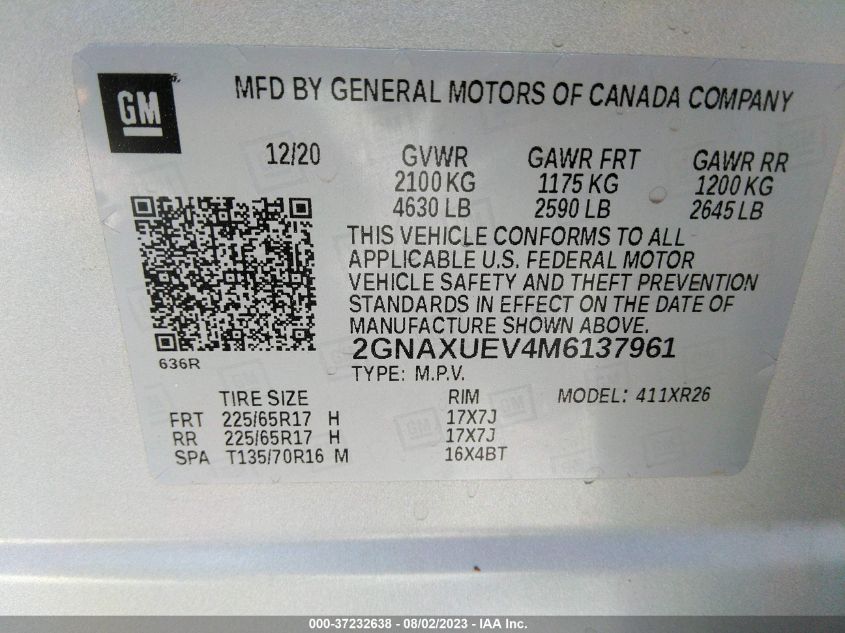 GM
MFD BY GENERAL MOTORS OF CANADA COMPANY
12/20 GVWR GAWR FRT GAWR RR
2100 KG 1175 KG 1200 KG
4630 LB 2590 LB 2645 LB
THIS VEHICLE CONFORMS TO ALL
APPLICABLE U.S. FEDERAL MOTOR
VEHICLE SAFETY AND THEFT PREVENTION
STANDARDS IN EFFECT ON THE DATE OF
MANUFACTURE SHOWN ABOVE.
636R
2GNAXUEV4M6137961
TYPE: M.P.V.
TIRE SIZE RIM MODEL: 411XR26
FRT 225/65R17 H 17X7J
RR 225/65R17 H 17X7J
SPA T135/70R16 M 16X4BT
000-37232638 - 08/02/2023 - IAA Inc.